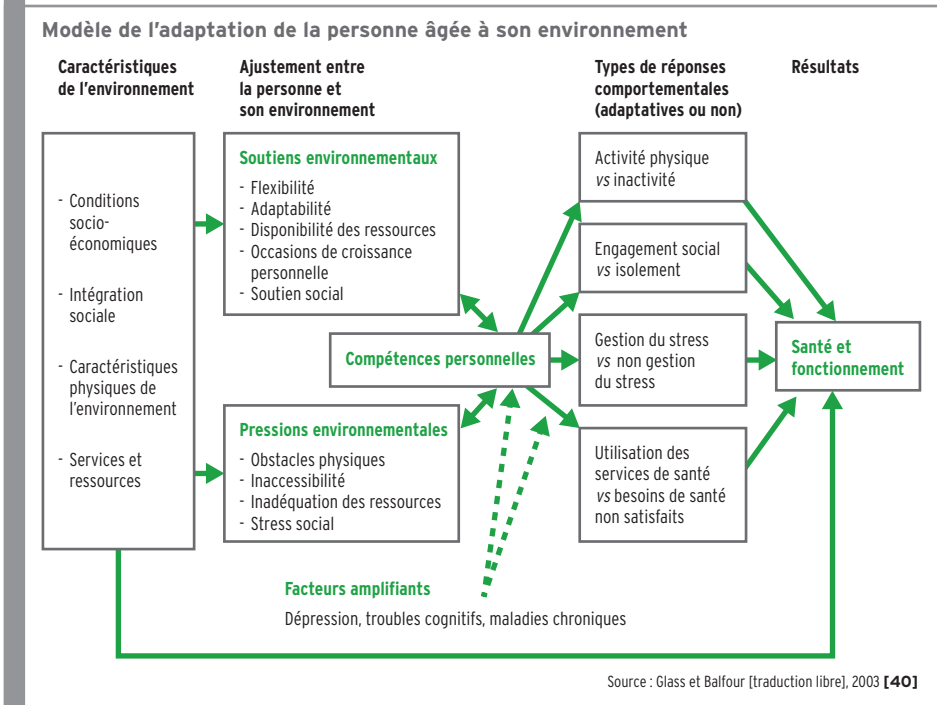 Modèle de l'adaptation de la personne âgée à son environnement
Caractéristiques
de l'environnement
Ajustement entre
la personne et
son environnement
Types de réponses
comportementales
(adaptatives ou non)
Résultats
- Conditions
socio-
économiques
- Intégration
sociale
- Caractéristiques
physiques de
l'environnement
- Services et
ressources
Soutiens environnementaux
- Flexibilité
- Adaptabilité
- Disponibilité des ressources
- Occasions de croissance
personnelle
- Soutien social
Compétences personnelles
Pressions environnementales
- Obstacles physiques
- Inaccessibilité
- Inadéquation des ressources
- Stress social
Activité physique
vs inactivité
Engagement social
vs isolement
Gestion du stress
vs non gestion
du stress
Utilisation des
services de santé
vs besoins de santé
non satisfaits
Santé et
fonctionnement
Facteurs amplifiants
Dépression, troubles cognitifs, maladies chroniques
Source : Glass et Balfour [traduction libre], 2003 [40]